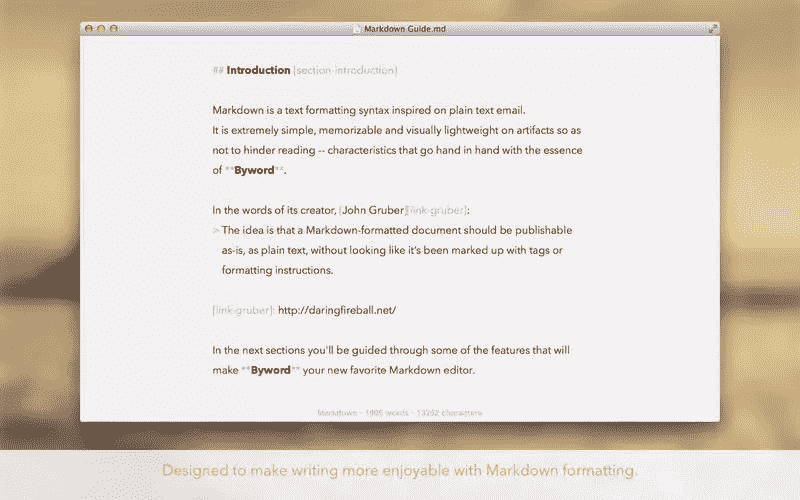 Markdown Guide.md
## Introduction [section-introduction]
Markdown is a text formatting syntax inspired on plain text email.
It is extremely simple, memorizable and visually lightweight on artifacts so as
not to hinder reading -- characteristics that go hand in hand with the essence
of **Byword**.
In the words of its creator, [John Gruber][link-gruber]:
> The idea is that a Markdown-formatted document should be publishable
as-is, as plain text, without looking like it's been marked up with tags or
formatting instructions.
[link-gruber]: http://daringfireball.net/
In the next sections you'll be guided through some of the features that will
make **Byword** your new favorite Markdown editor.
Markdown - words - characters
Designed to make writing more enjoyable with Markdown formatting.